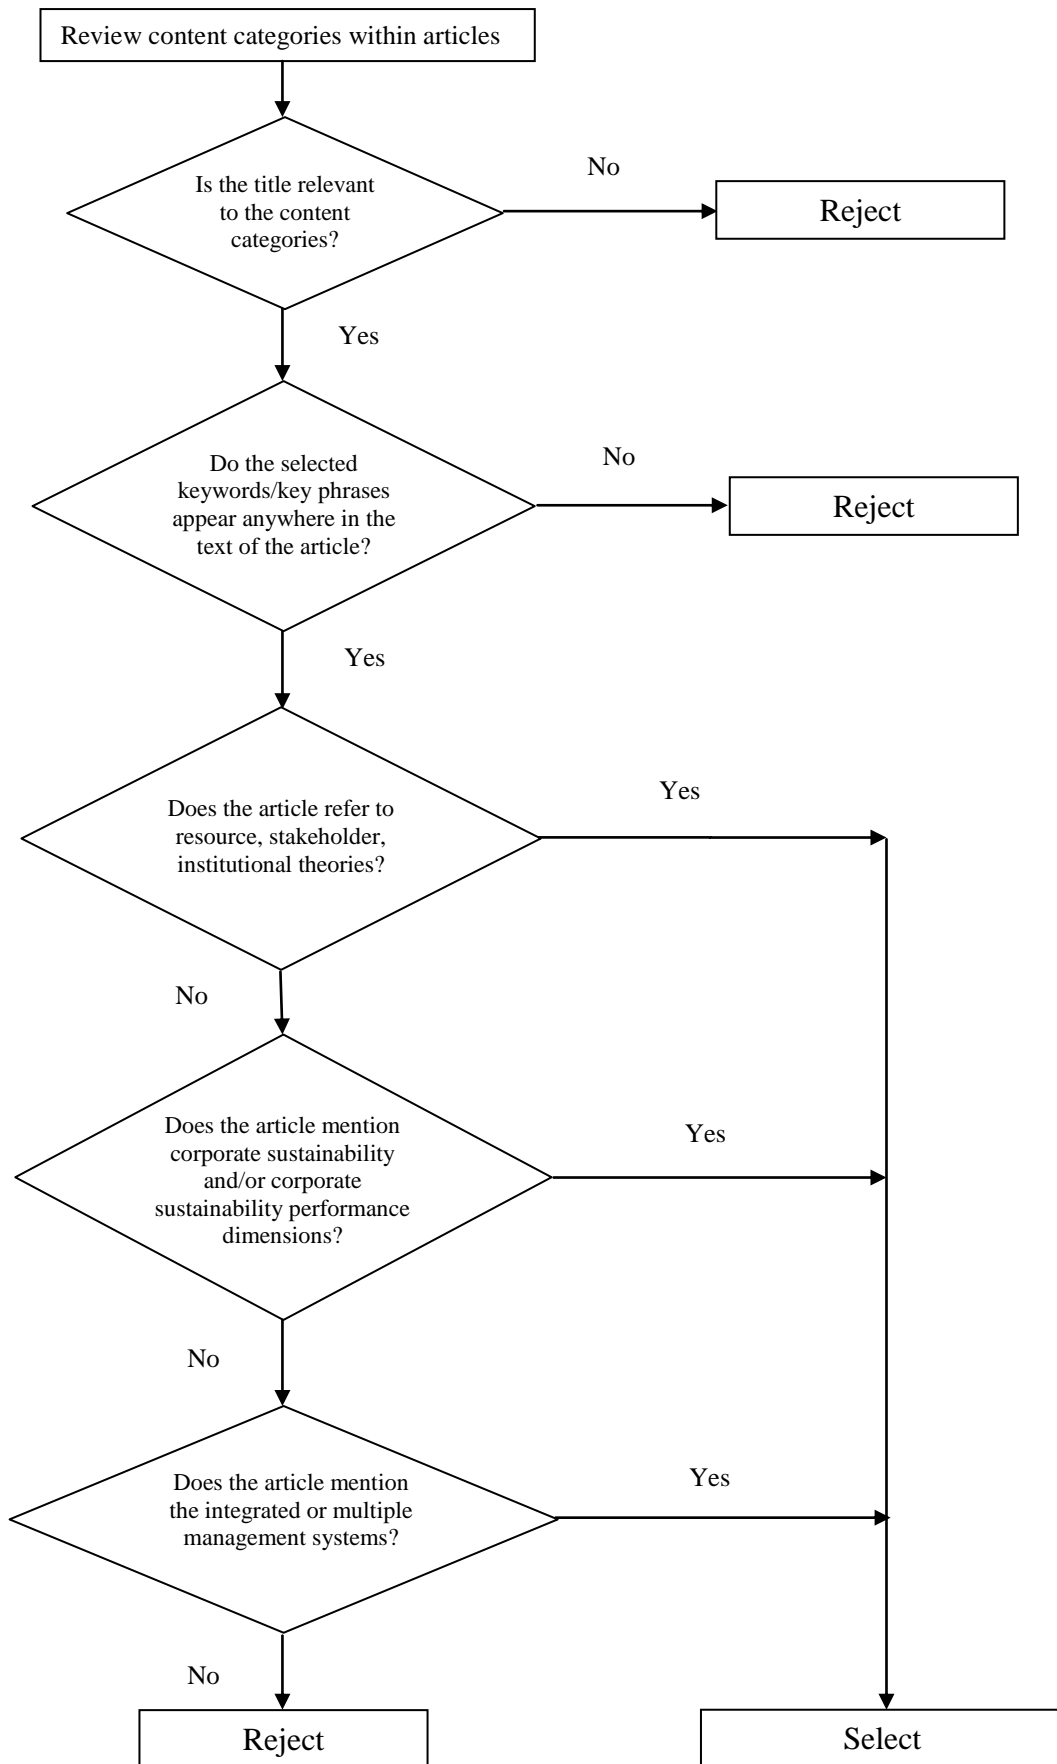 Review content categories within articles
No
Is the title relevant
to the content
categories?
Reject
Yes
No
Do the selected
keywords/key phrases
appear anywhere in the
text of the article?
Reject
Yes
Yes
Does the article refer to
resource, stakeholder,
institutional theories?
No
Does the article mention
corporate sustainability
and/or corporate
sustainability performance
dimensions?
Yes
No
Does the article mention
the integrated or multiple
management systems?
Yes
No
Reject
Select